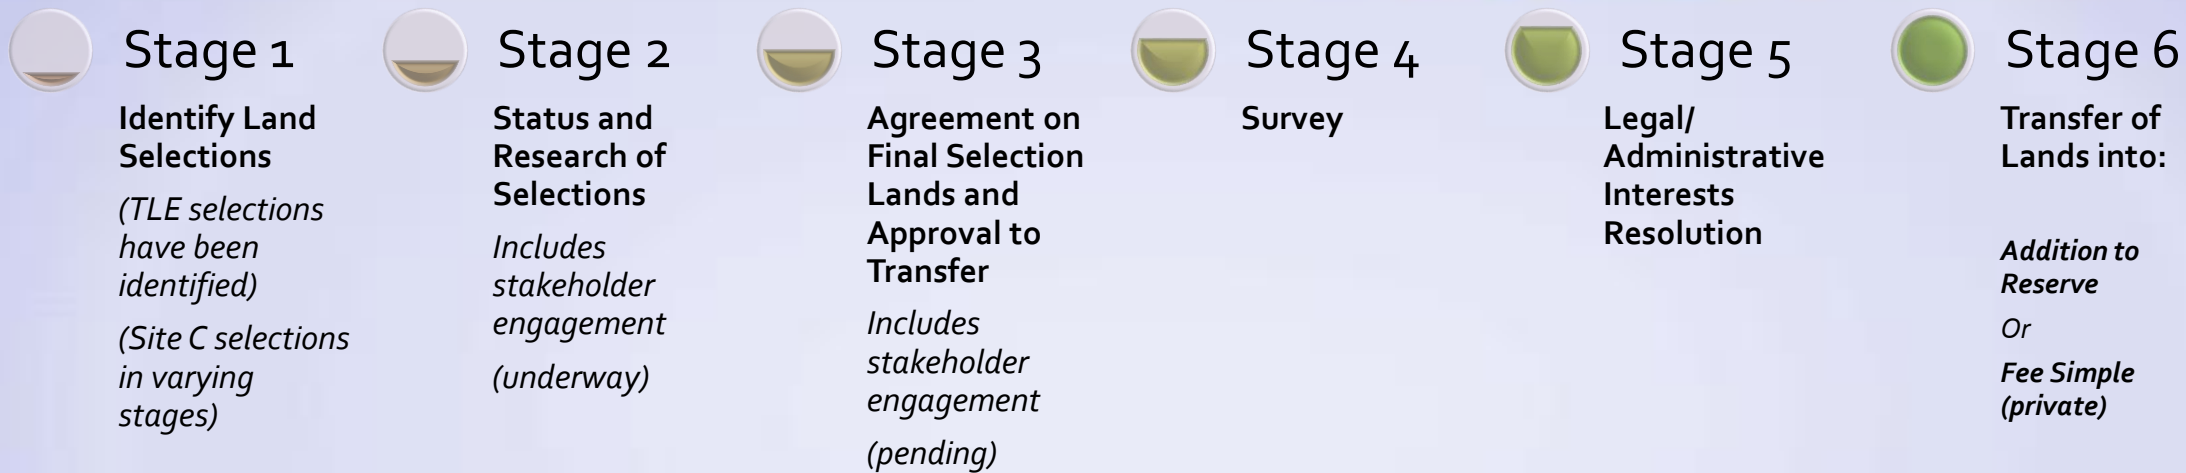 Stage 1
Identify Land
Selections
(TLE selections
have been
identified)
(Site C selections
in varying
stages)
Stage 2
Status and
Research of
Selections
Includes
stakeholder
engagement
(underway)
Stage 3
Agreement on
Final Selection
Lands and
Approval to
Transfer
Includes
stakeholder
engagement
(pending)
Stage 4
Survey
Stage 5
Legal/
Administrative
Interests
Resolution
Stage 6
Transfer of
Lands into:
Addition to
Reserve
Or
Fee Simple
(private)